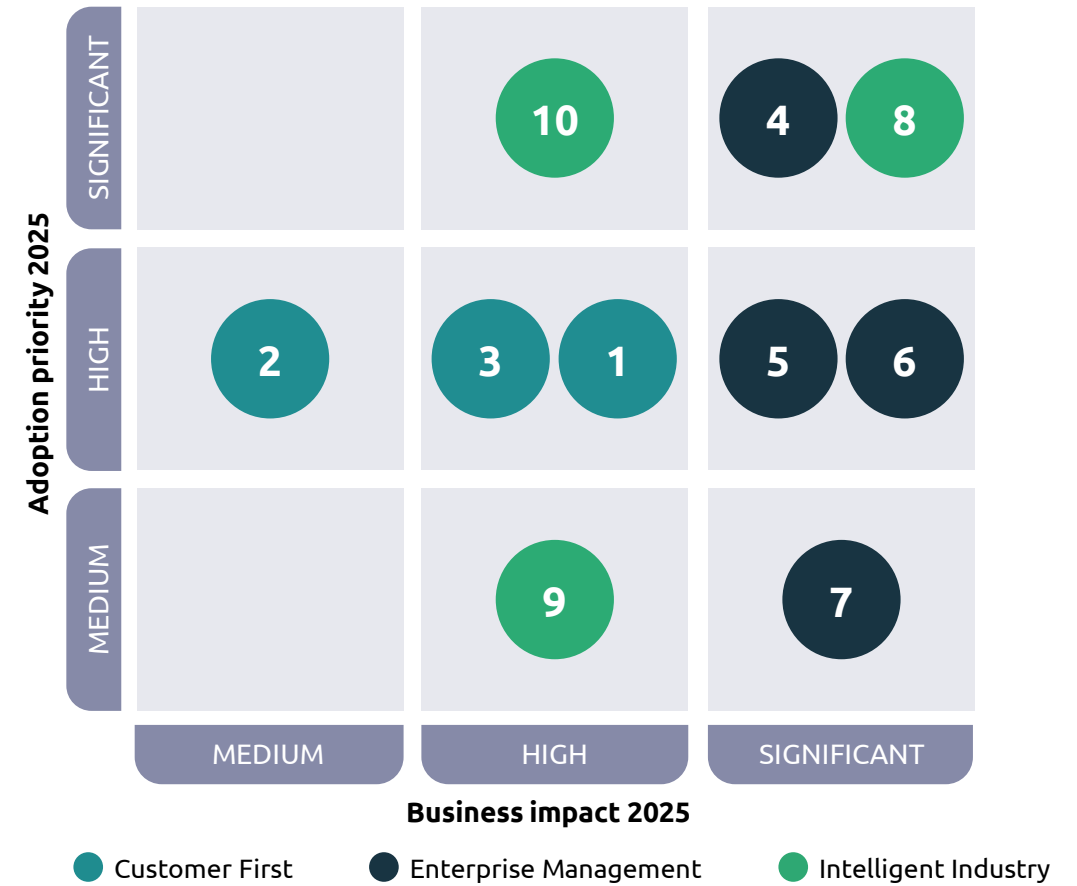 Adoption priority 2025
SIGNIFICANT
10
4
8
HIGH
2
3
1
5
6
MEDIUM
9
7
MEDIUM
HIGH
SIGNIFICANT
Business impact 2025
Customer First
Enterprise Management
Intelligent Industry